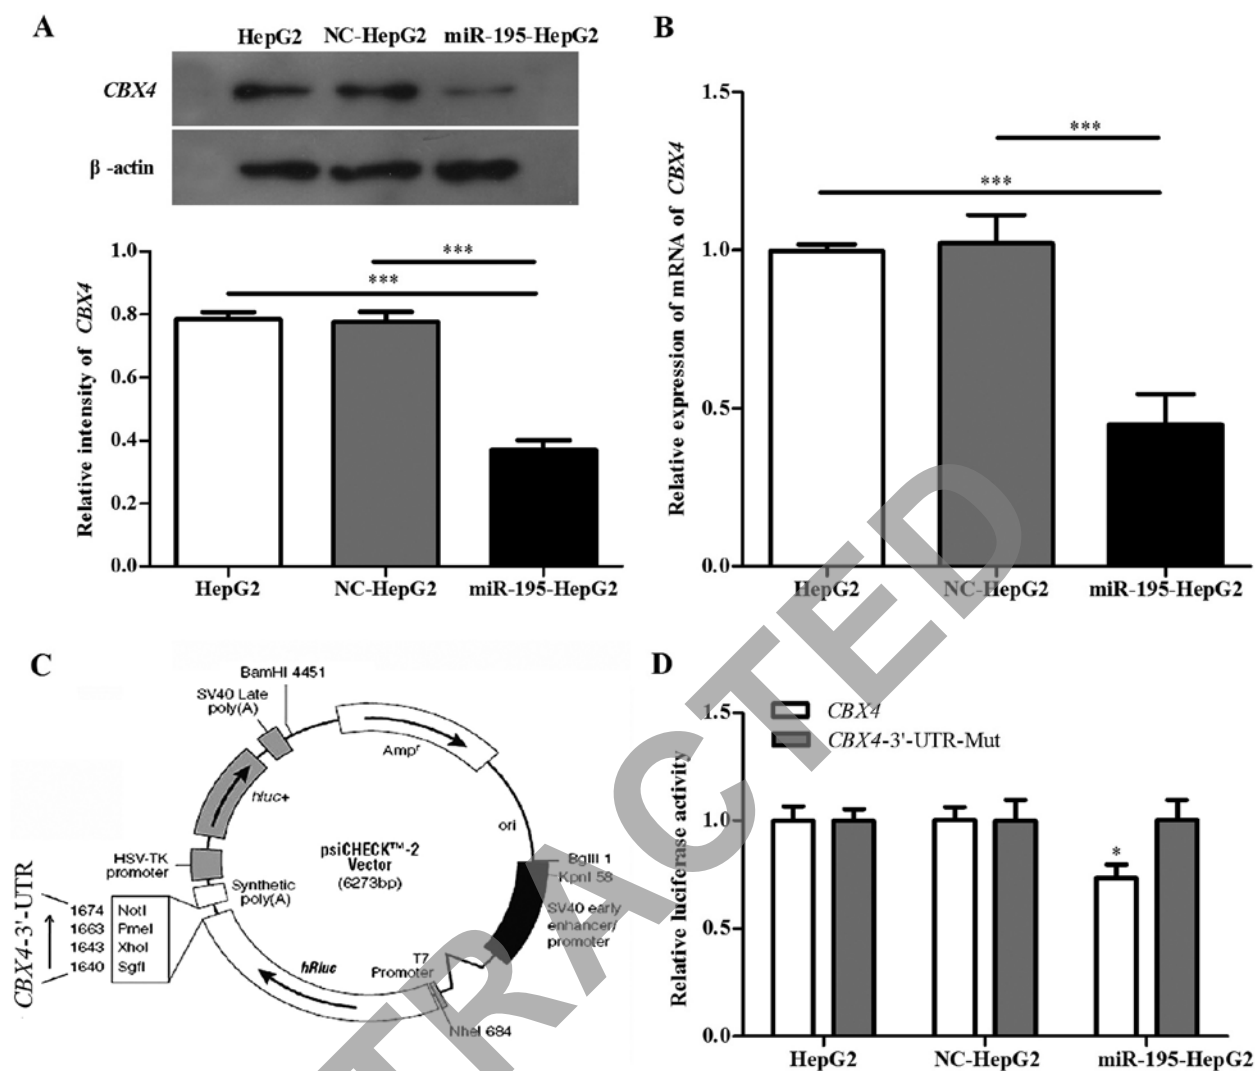 A
HepG2 NC-HepG2 miR-195-HepG2
CBX4
β -actin
Relative intensity of CBX4
1.0
0.8
0.6
0.4
0.2
0.0
***
***
HepG2 NC-HepG2 miR-195-HepG2
B
Relative expression of mRNA of CBX4
1.5
1.0
0.5
0.0
***
***
HepG2 NC-HepG2 miR-195-HepG2
C
BamHI 4451
SV40 Late
poly(A)
Ampr
hluc+
ori
psiCHECK™-2
Vector
(6273bp)
HSV-TK
promoter
Synthetic
poly(A)
BglII 1
KpnI 58
SV40 early
enhancer/
promoter
CBX4-3'-UTR
1674 NotI
1663 PmeI
1643 XhoI
1640 SgfI
hRluc
T7
Promoter
NheI 684
D
Relative luciferase activity
CBX4
CBX4-3'-UTR-Mut
1.5
1.0
0.5
0.0
*
HepG2 NC-HepG2 miR-195-HepG2
TRACTED